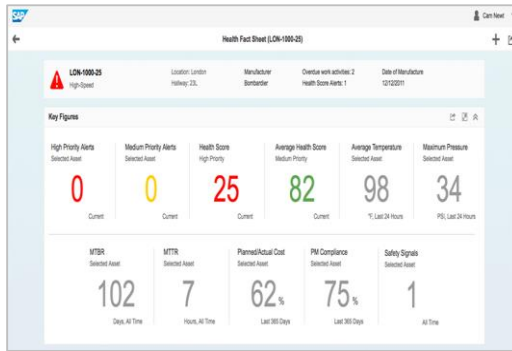 SAP
Cam Newt
Health Fact Sheet (LON-1000-25)
LON-1000-25
High-Speed
Location: London
Hallway: 23L
Manufacturer
Bombardier
Overdue work activities: 2
Health Score Alerts: 1
Date of Manufacture
12/12/2011
Key Figures
High Priority Alerts
Selected Asset
0
Current
Medium Priority Alerts
Selected Asset
0
Current
Health Score
High Priority
25
Current
Average Health Score
Medium Priority
82
Current
Average Temperature
Selected Asset
98
°F, Last 24 Hours
Maximum Pressure
Selected Asset
34
PSI, Last 24 Hours
MTBR
Selected Asset
102
Days, All Time
MTTR
Selected Asset
7
Hours, All Time
Planned/Actual Cost
Selected Asset
62 %
Last 365 Days
PM Compliance
Selected Asset
75 %
Last 365 Days
Safety Signals
Selected Asset
1
All Time